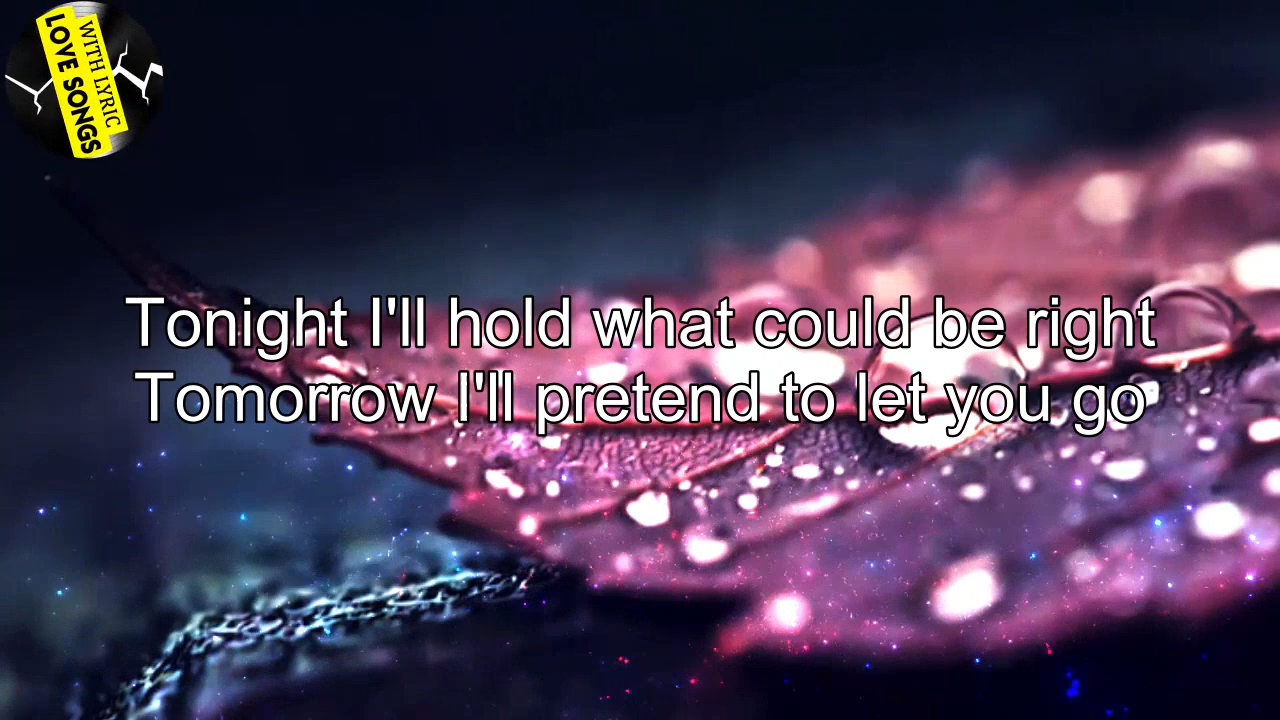 WITH LYRIC
LOVE SONGS
Tonight I'll hold what could be right
Tomorrow I'll pretend to let you go